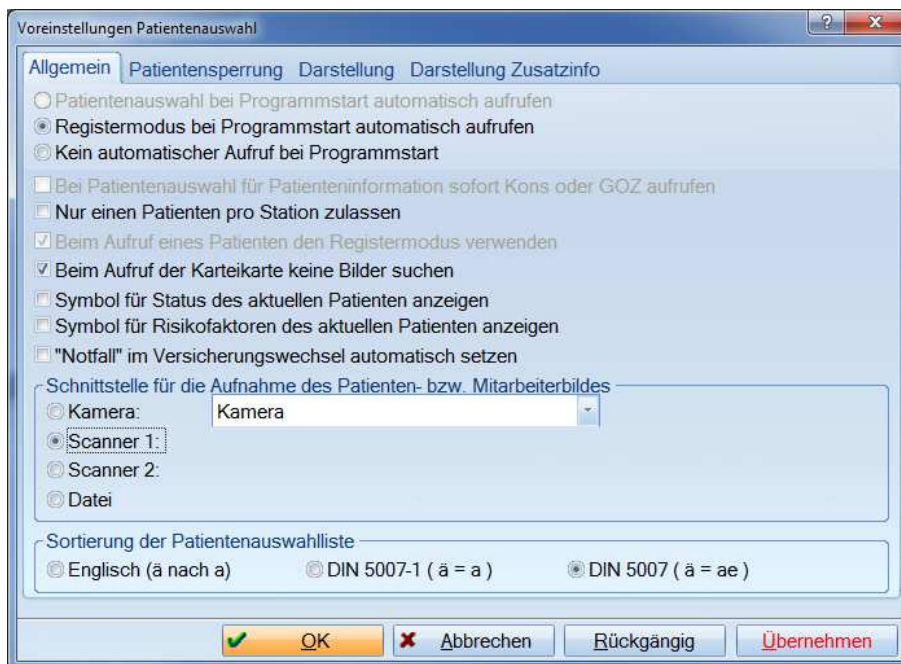 Voreinstellungen Patientenauswahl
Allgemein Patientensperrung Darstellung Darstellung Zusatzinfo
Patientenauswahl bei Programmstart automatisch aufrufen
Registermodus bei Programmstart automatisch aufrufen
Kein automatischer Aufruf bei Programmstart
Bei Patientenauswahl für Patienteninformation sofort Kons oder GOZ aufrufen
Nur einen Patienten pro Station zulassen
Beim Aufruf eines Patienten den Registermodus verwenden
Beim Aufruf der Karteikarte keine Bilder suchen
Symbol für Status des aktuellen Patienten anzeigen
Symbol für Risikofaktoren des aktuellen Patienten anzeigen
"Notfall" im Versicherungswechsel automatisch setzen
Schnittstelle für die Aufnahme des Patienten- bzw. Mitarbeiterbildes
Kamera: Kamera
Scanner 1:
Scanner 2:
Datei
Sortierung der Patientenauswahlliste
Englisch (ä nach a) DIN 5007-1 ( ä = a ) DIN 5007 ( ä = ae )
OK Abbrechen Rückgängig Übernehmen